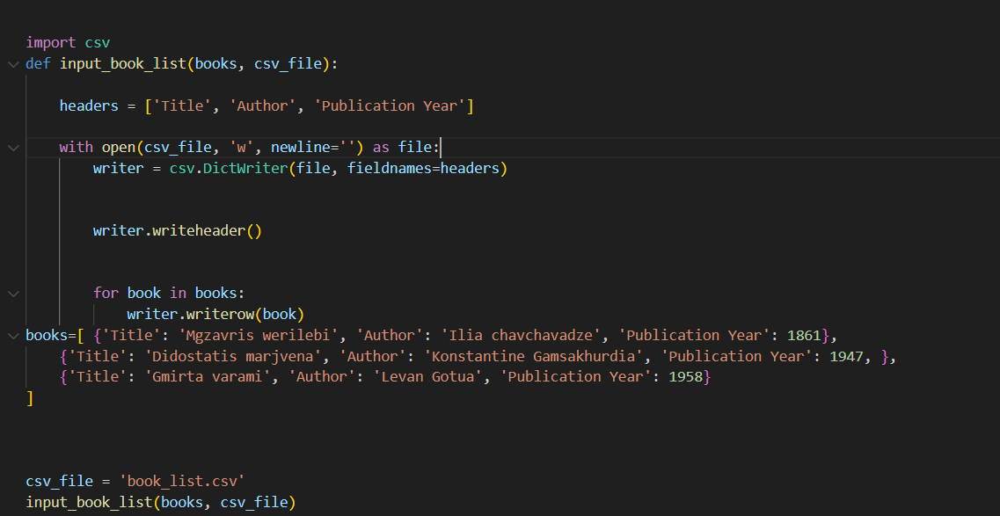 import csv
def input_book_list(books, csv_file):
headers = ['Title', 'Author', 'Publication Year']
with open(csv_file, 'w', newline='') as file:
writer = csv.DictWriter(file, fieldnames=headers)
writer.writeheader()
for book in books:
writer.writerow(book)
books=[ {'Title': 'Mgzavris werilebi', 'Author': 'Ilia chavchavadze', 'Publication Year': 1861},
{'Title': 'Didostatis marjvena', 'Author': 'Konstantine Gamsakhurdia', 'Publication Year': 1947, },
{'Title': 'Gmirta varami', 'Author': 'Levan Gotua', 'Publication Year': 1958}
]
csv_file = 'book_list.csv'
input_book_list(books, csv_file)